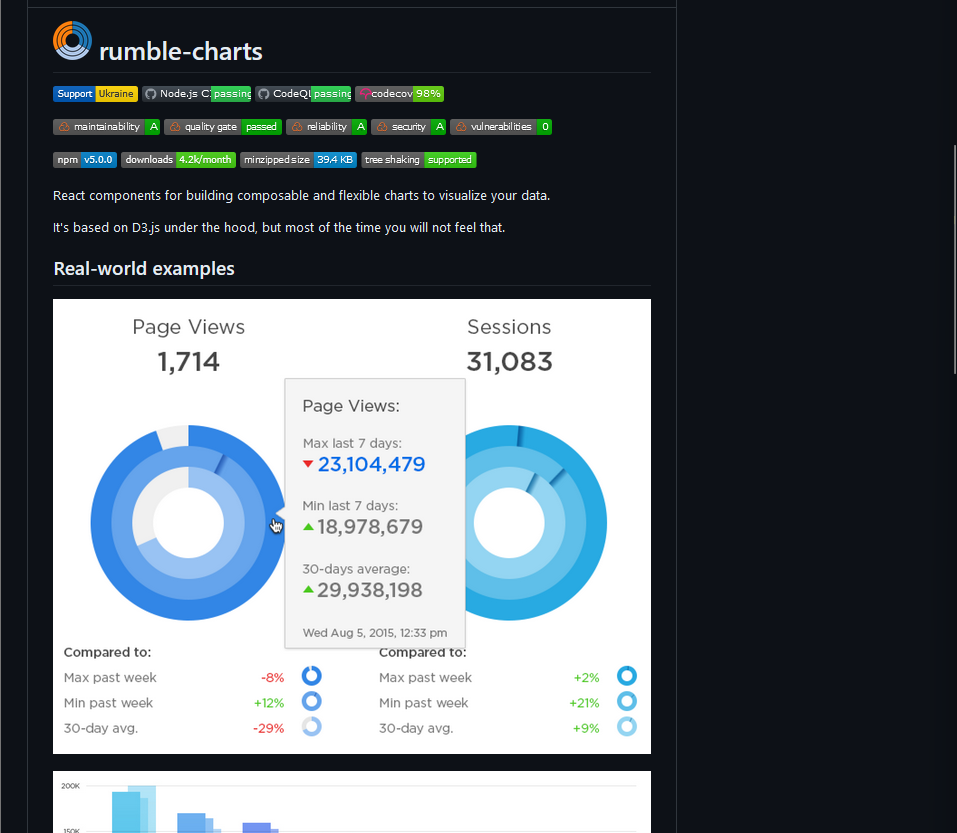 rumble-charts
Support Ukraine Node.js C passing CodeQL passing codecov 98%
maintainability A quality gate passed reliability A security A vulnerabilities 0
npm v5.0.0 downloads 4.2k/month minzipped size 39.4 KB tree shaking supported
React components for building composable and flexible charts to visualize your data.
It's based on D3.js under the hood, but most of the time you will not feel that.
Real-world examples
Page Views
1,714
Sessions
31,083
Page Views:
Max last 7 days:
23,104,479
Min last 7 days:
18,978,679
30-days average:
29,938,198
Wed Aug 5, 2015, 12:33 pm
Compared to:
Max past week -8%
Min past week +12%
30-day avg. -29%
Compared to:
Max past week +2%
Min past week +21%
30-day avg. +9%
200K
150K